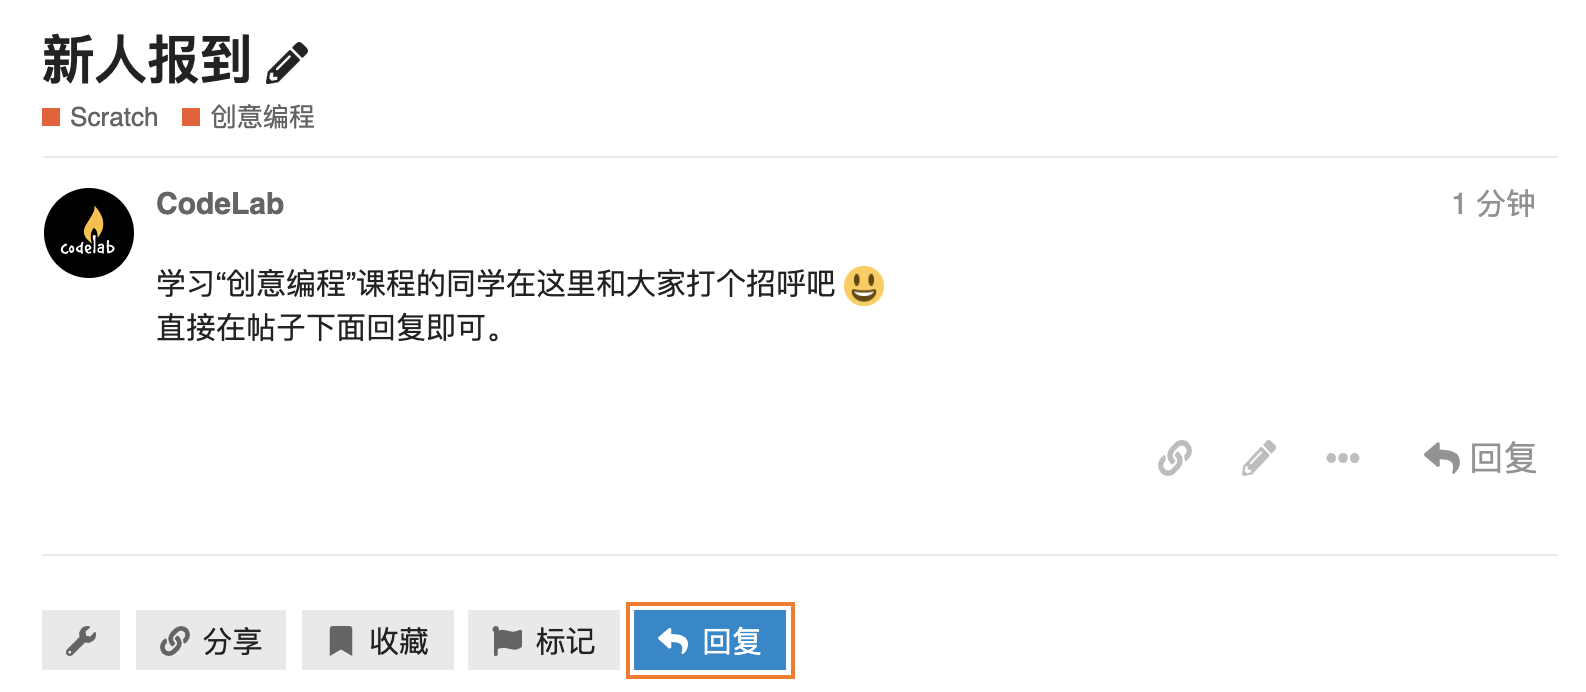 新人报到
Scratch 创意编程
CodeLab 1 分钟
codelab
学习“创意编程”课程的同学在这里和大家打个招呼吧
直接在帖子下面回复即可。
回复
分享 收藏 标记 回复